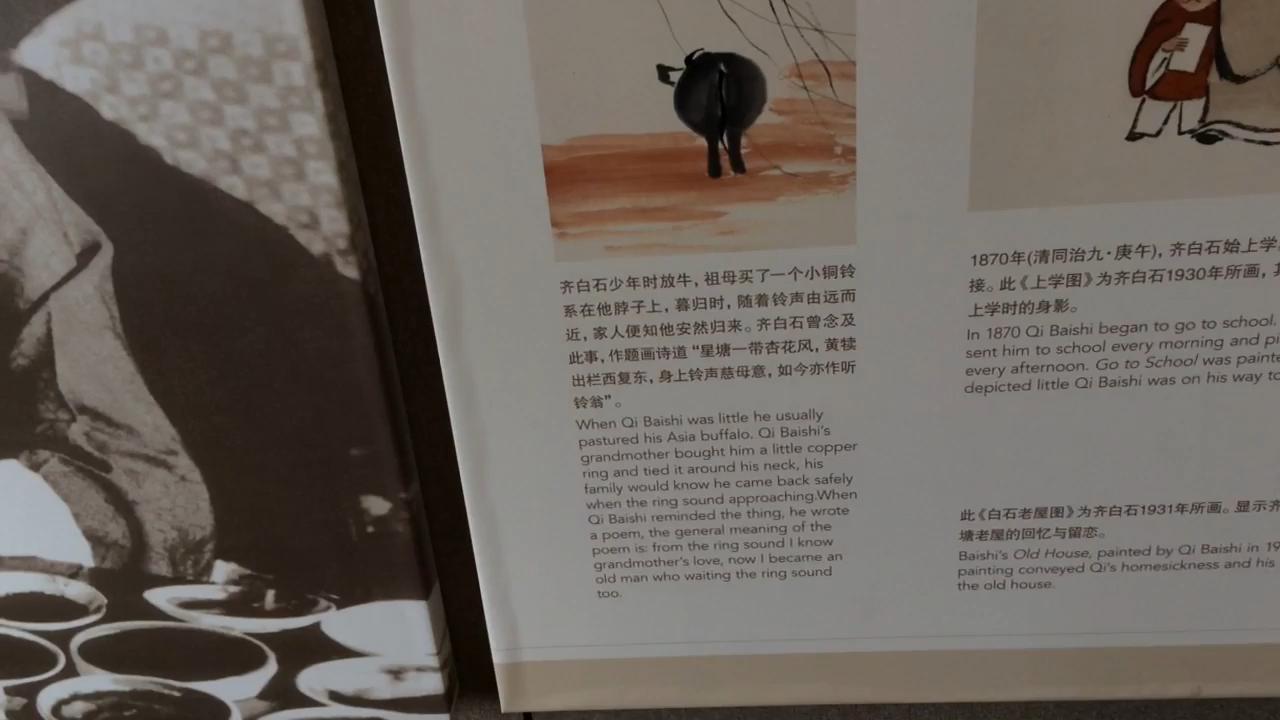 齐白石少年时放牛，祖母买了一个小铜铃
系在他脖子上，暮归时，随着铃声由远而
近，家人便知他安然归来。齐白石曾念及
此事，作题画诗道“星塘一带杏花风，黄犊
出栏西复东，身上铃声慈母意，如今亦作听
铃翁”。
When Qi Baishi was little he usually
pastured his Asia buffalo. Qi Baishi's
grandmother bought him a little copper
ring and tied it around his neck, his
family would know he came back safely
when the ring sound approaching.When
Qi Baishi reminded the thing, he wrote
a poem, the general meaning of the
poem is: from the ring sound I know
grandmother's love, now I became an
old man who waiting the ring sound
too.
1870年(清同治九·庚午)，齐白石始上学
接。此《上学图》为齐白石1930年所画，
上学时的身影。
In 1870 Qi Baishi began to go to school.
sent him to school every morning and
every afternoon. Go to School was
depicted little Qi Baishi was on his way to
此《白石老屋图》为齐白石1931年所画。显示
塘老屋的回忆与留恋。
Baishi's Old House, painted by Qi Baishi in
painting conveyed Qi's homesickness and his
the old house.